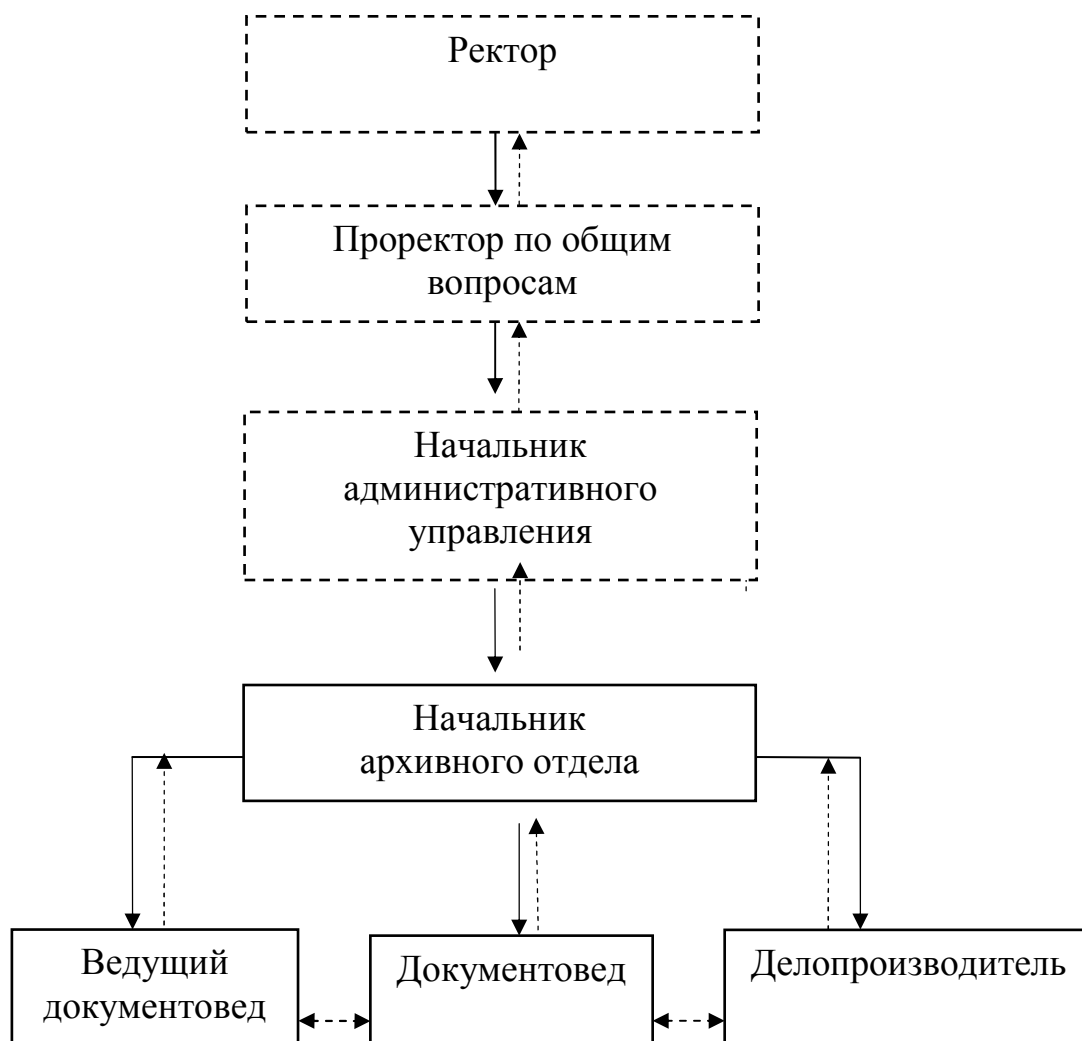 Ректор
Проректор по общим
вопросам
Начальник
административного
управления
Начальник
архивного отдела
Ведущий
документовед
Документовед
Делопроизводитель